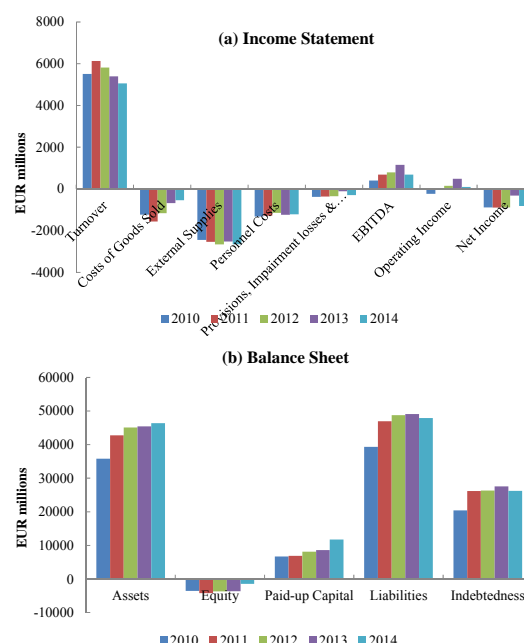 (a) Income Statement
8000
6000
4000
2000
0
-2000
-4000
EUR millions
Turnover
Costs of Goods Sold
External Supplies
Personnel Costs
Provisions, Impairment losses &…
EBITDA
Operating Income
Net Income
2010 2011 2012 2013 2014
(b) Balance Sheet
60000
50000
40000
30000
20000
10000
0
-10000
EUR millions
Assets Equity Paid-up Capital Liabilities Indebtedness
2010 2011 2012 2013 2014